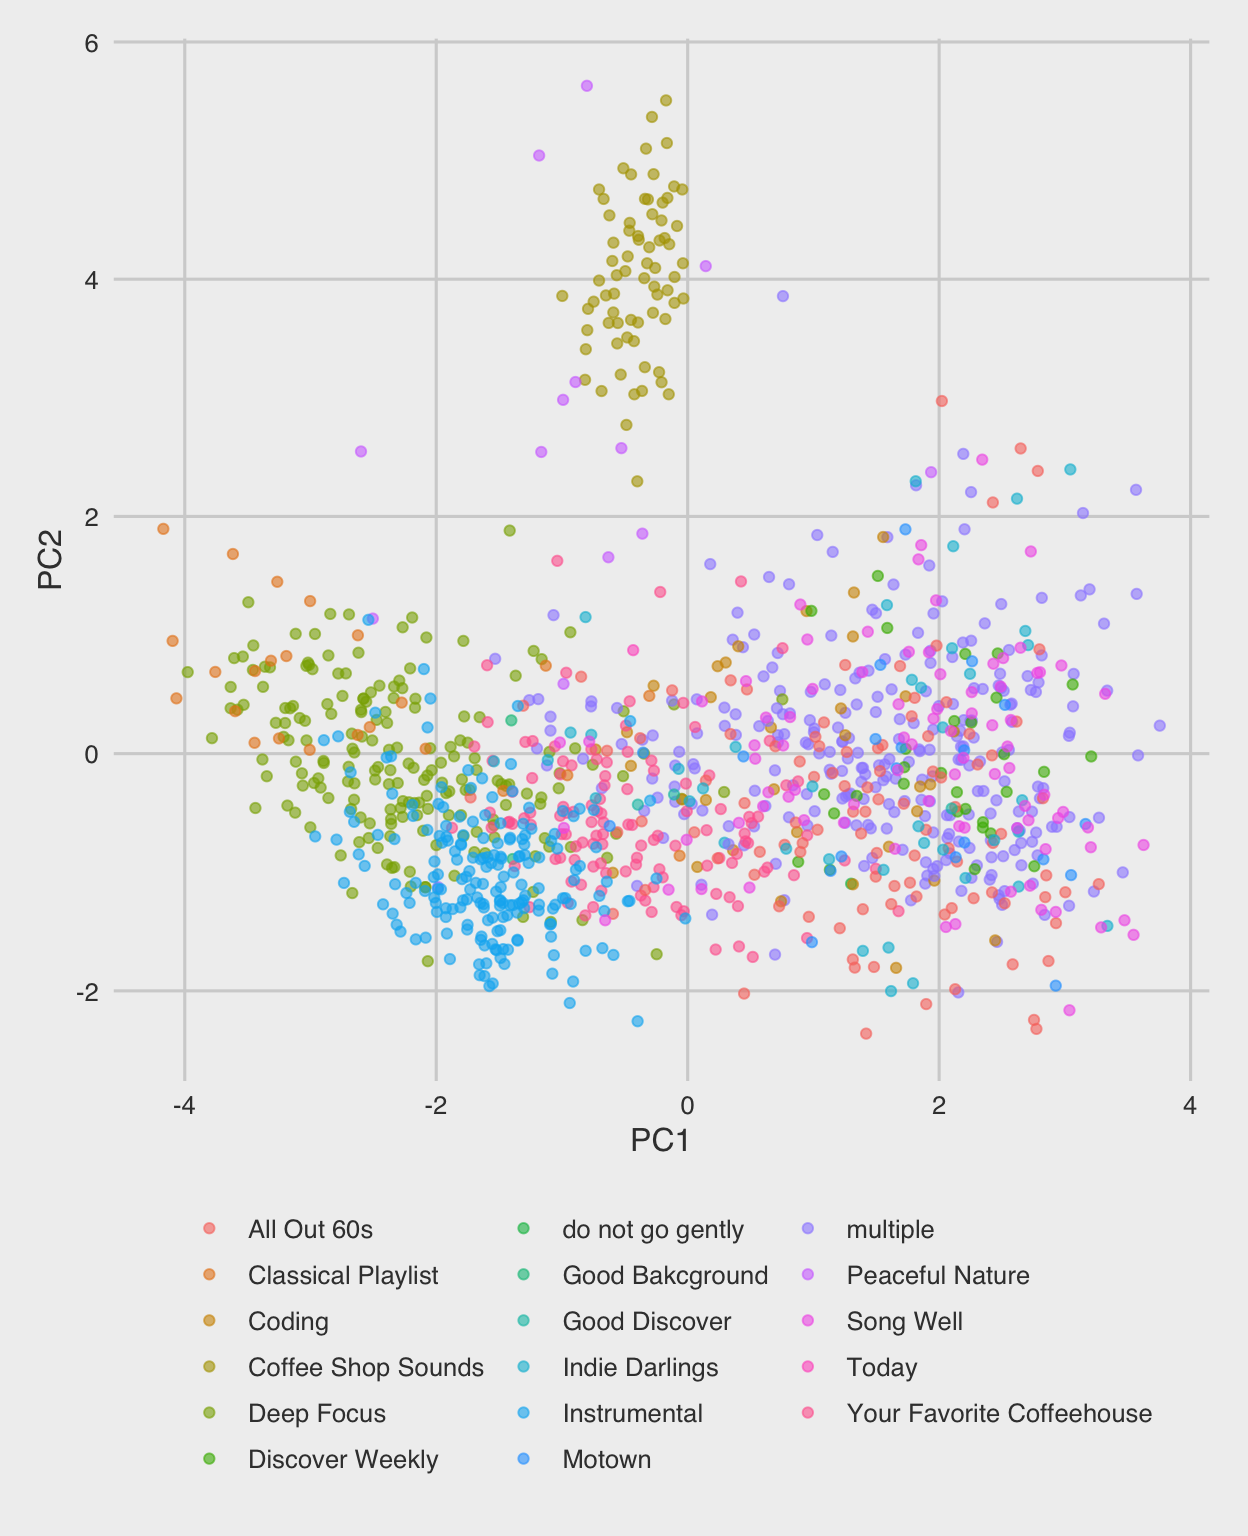 6
4
2
0
-2
PC2
-4 -2 0 2 4
PC1
All Out 60s do not go gently multiple
Classical Playlist Good Bakcground Peaceful Nature
Coding Good Discover Song Well
Coffee Shop Sounds Indie Darlings Today
Deep Focus Instrumental Your Favorite Coffeehouse
Discover Weekly Motown